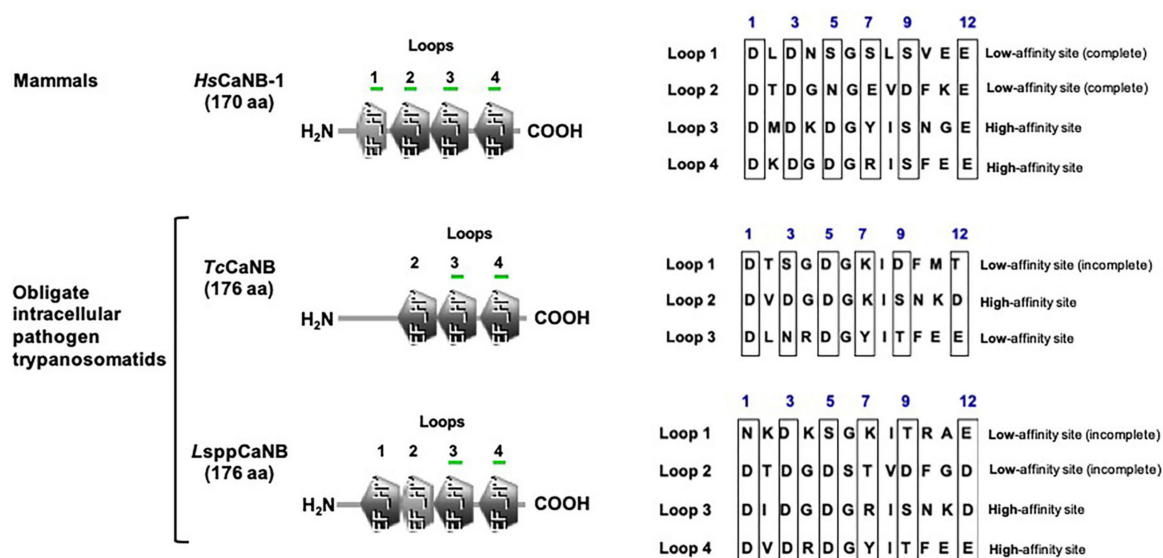 Mammals
HsCaNB-1
(170 aa)
Loops
1 2 3 4
H₂N
COOH
1 3 5 7 9 12
Loop 1 D L D N S G S L S V E E Low-affinity site (complete)
Loop 2 D T D G N G E V D F K E Low-affinity site (complete)
Loop 3 D M D K D G Y I S N G E High-affinity site
Loop 4 D K D G D G R I S F E E High-affinity site
Obligate
intracellular
pathogen
trypanosomatids
TcCaNB
(176 aa)
Loops
2 3 4
H₂N
COOH
1 3 5 7 9 12
Loop 1 D T S G D G K I D F M T Low-affinity site (incomplete)
Loop 2 D V D G D G K I S N K D High-affinity site
Loop 3 D L N R D G Y I T F E E Low-affinity site
LsppCaNB
(176 aa)
Loops
1 2 3 4
H₂N
COOH
1 3 5 7 9 12
Loop 1 N K D K S G K I T R A E Low-affinity site (incomplete)
Loop 2 D T D G D S T V D F G D Low-affinity site (incomplete)
Loop 3 D I D G D G R I S N K D High-affinity site
Loop 4 D V D R D G Y I T F E E High-affinity site